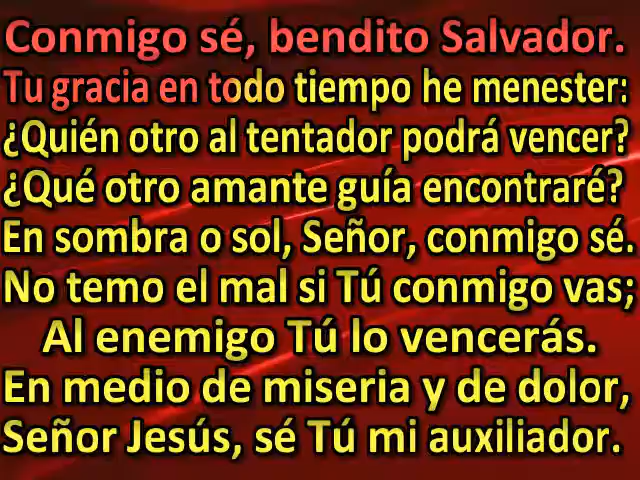 Conmigo sé, bendito Salvador.
Tu gracia en todo tiempo he menester:
¿Quién otro al tentador podrá vencer?
¿Qué otro amante guía encontraré?
En sombra o sol, Señor, conmigo sé.
No temo el mal si Tú conmigo vas;
Al enemigo Tú lo vencerás.
En medio de miseria y de dolor,
Señor Jesús, sé Tú mi auxiliador.